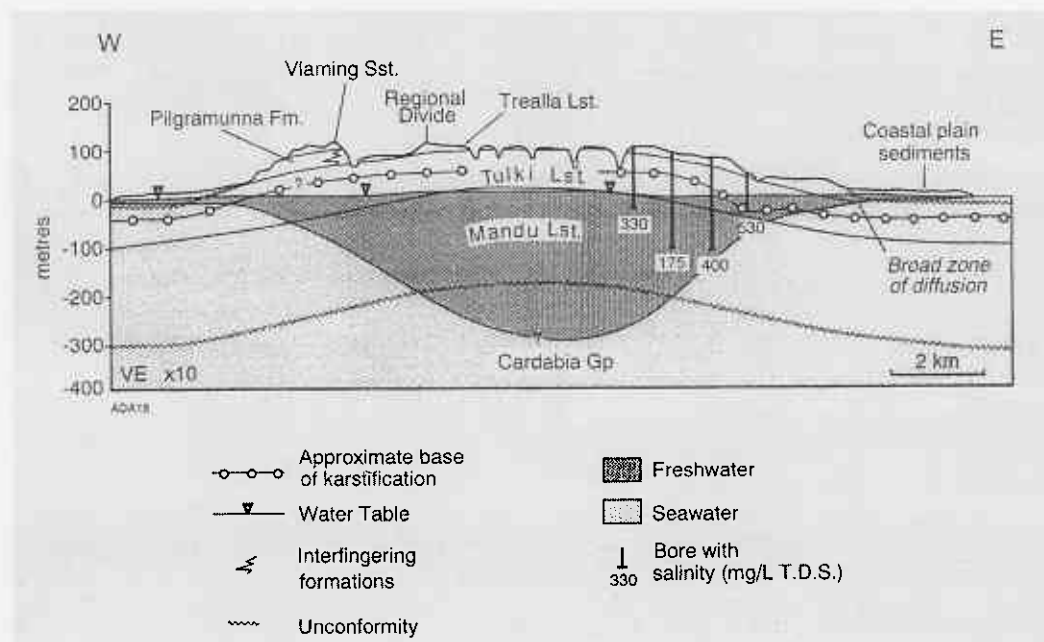 W
E
Vlaming Sst.
Regional
Divide
Trealla Lst.
Pilgramunna Fm.
Coastal plain
sediments
200
100
0
-100
-200
-300
-400
metres
?
Tulki Lst.
Mandu Lst.
330
175
400
530
Broad zone
of diffusion
Cardabia Gp
VE x10
2 km
ADA18
Approximate base
of karstification
Water Table
Interfingering
formations
Unconformity
Freshwater
Seawater
Bore with
salinity (mg/L T.D.S.)
330